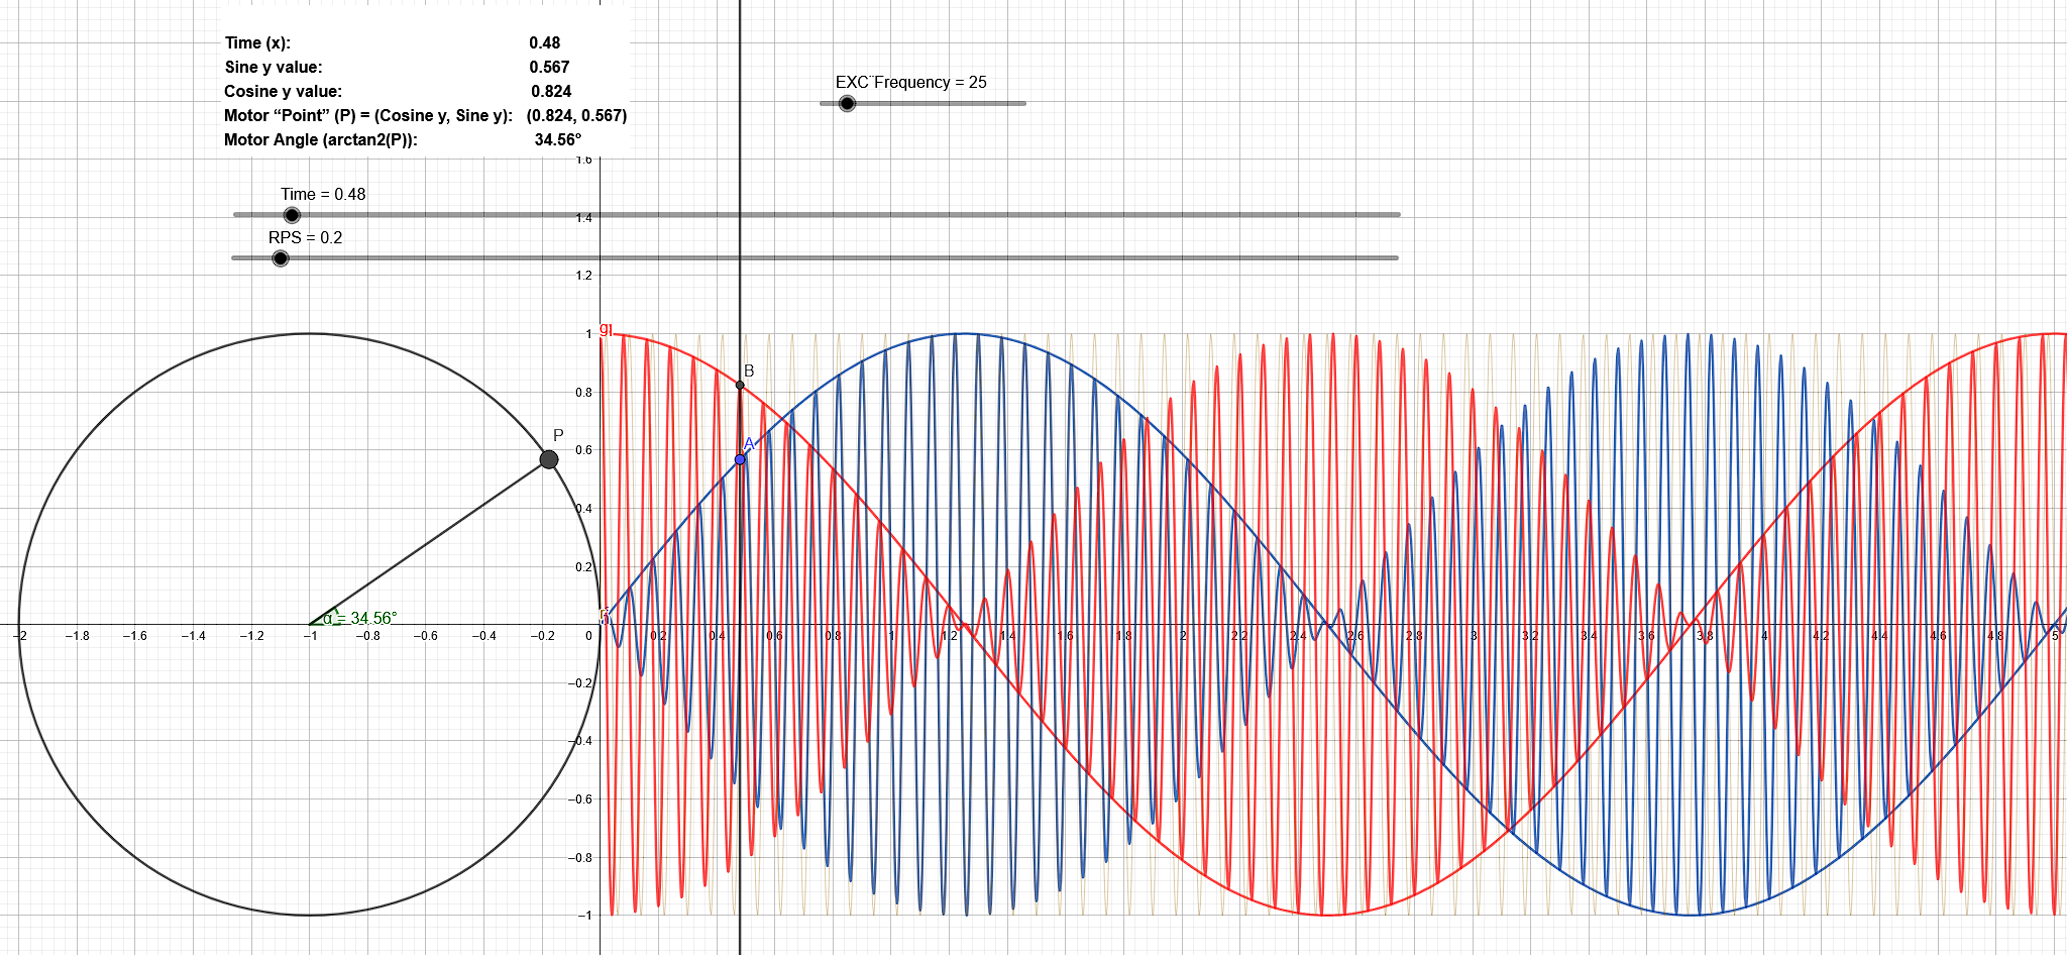 Time (x): 0.48
Sine y value: 0.567
Cosine y value: 0.824
Motor “Point” (P) = (Cosine y, Sine y): (0.824, 0.567)
Motor Angle (arctan2(P)): 34.56°
EXC¨Frequency = 25
Time = 0.48
RPS = 0.2
1.6
1.4
1.2
1
0.8
0.6
0.4
0.2
0
−0.2
−0.4
−0.6
−0.8
−1
B
A
P
α = 34.56°
−2 −1.8 −1.6 −1.4 −1.2 −1 −0.8 −0.6 −0.4 −0.2 0 0.2 0.4 0.6 0.8 1 1.2 1.4 1.6 1.8 2 2.2 2.4 2.6 2.8 3 3.2 3.4 3.6 3.8 4 4.2 4.4 4.6 4.8 5